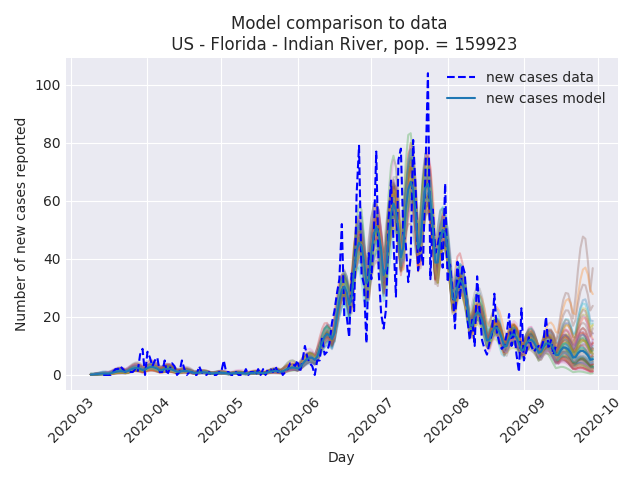 Model comparison to data
US - Florida - Indian River, pop. = 159923
new cases data
new cases model
Number of new cases reported
100
80
60
40
20
0
2020-03
2020-04
2020-05
2020-06
2020-07
2020-08
2020-09
2020-10
Day